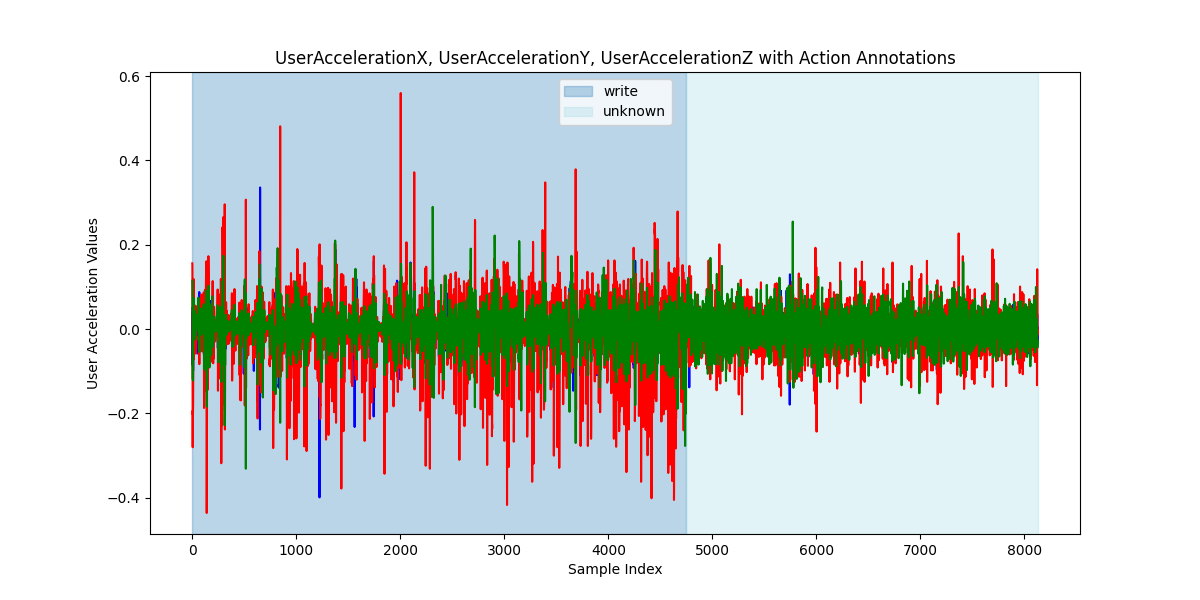 UserAccelerationX, UserAccelerationY, UserAccelerationZ with Action Annotations
write
unknown
User Acceleration Values
0.6
0.4
0.2
0.0
−0.2
−0.4
0 1000 2000 3000 4000 5000 6000 7000 8000
Sample Index